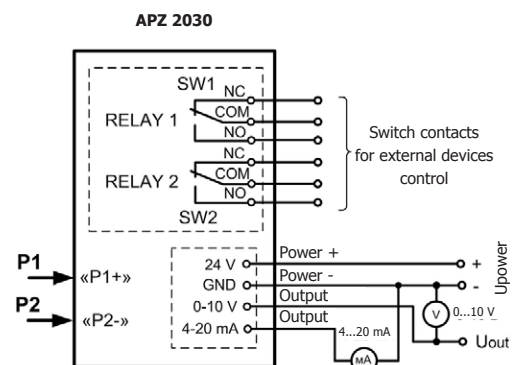 APZ 2030
SW1
NC
COM
NO
RELAY 1
NC
COM
NO
RELAY 2
SW2
Switch contacts
for external devices
control
P1
«P1+»
P2
«P2-»
24 V
GND
0-10 V
4-20 mA
Power +
Power -
Output
Output
4...20 mA
mA
+
-
Upower
V
0...10 V
Uout